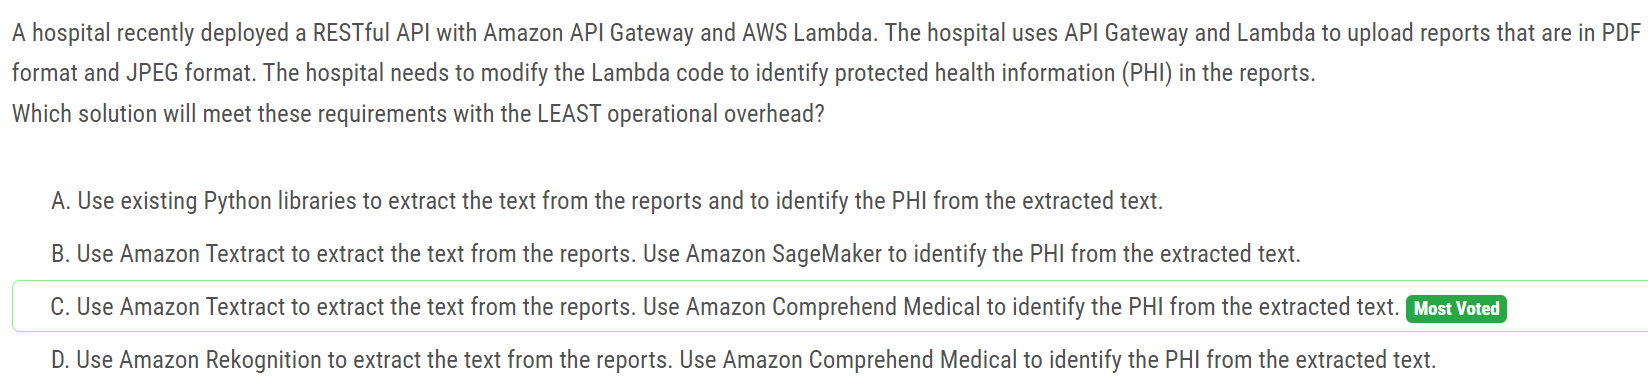 A hospital recently deployed a RESTful API with Amazon API Gateway and AWS Lambda. The hospital uses API Gateway and Lambda to upload reports that are in PDF
format and JPEG format. The hospital needs to modify the Lambda code to identify protected health information (PHI) in the reports.
Which solution will meet these requirements with the LEAST operational overhead?
A. Use existing Python libraries to extract the text from the reports and to identify the PHI from the extracted text.
B. Use Amazon Textract to extract the text from the reports. Use Amazon SageMaker to identify the PHI from the extracted text.
C. Use Amazon Textract to extract the text from the reports. Use Amazon Comprehend Medical to identify the PHI from the extracted text. Most Voted
D. Use Amazon Rekognition to extract the text from the reports. Use Amazon Comprehend Medical to identify the PHI from the extracted text.